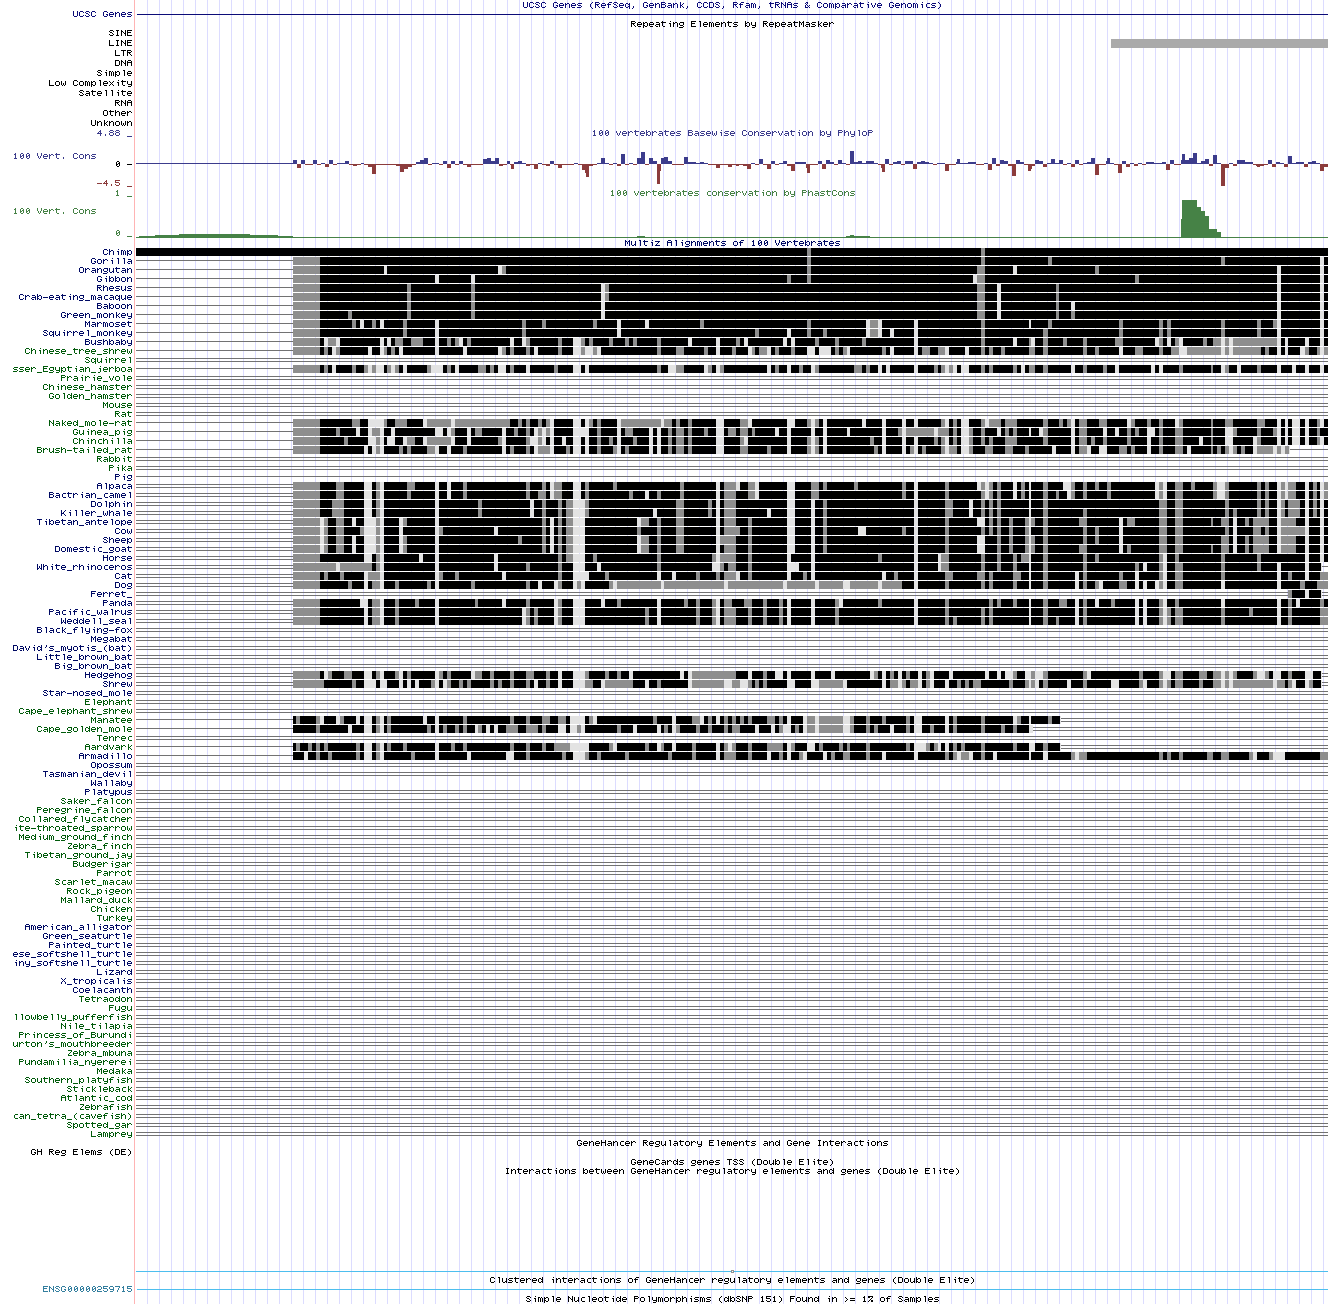 UCSC Genes (RefSeq, GenBank, CCDS, Rfam, tRNAs & Comparative Genomics)
UCSC Genes
Repeating Elements by RepeatMasker
SINE
LINE
LTR
DNA
Simple
Low Complexity
Satellite
RNA
Other
Unknown
4.88 _
100 vertebrates Basewise Conservation by PhyloP
100 Vert. Cons
0 _
-4.5 _
1 _
100 vertebrates conservation by PhastCons
100 Vert. Cons
0 _
Multiz Alignments of 100 Vertebrates
Chimp
Gorilla
Orangutan
Gibbon
Rhesus
Crab-eating_macaque
Baboon
Green_monkey
Marmoset
Squirrel_monkey
Bushbaby
Chinese_tree_shrew
Squirrel
sser_Egyptian_jerboa
Prairie_vole
Chinese_hamster
Golden_hamster
Mouse
Rat
Naked_mole-rat
Guinea_pig
Chinchilla
Brush-tailed_rat
Rabbit
Pika
Pig
Alpaca
Bactrian_camel
Dolphin
Killer_whale
Tibetan_antelope
Cow
Sheep
Domestic_goat
Horse
White_rhinoceros
Cat
Dog
Ferret_
Panda
Pacific_walrus
Weddell_seal
Black_flying-fox
Megabat
David's_myotis_(bat)
Little_brown_bat
Big_brown_bat
Hedgehog
Shrew
Star-nosed_mole
Elephant
Cape_elephant_shrew
Manatee
Cape_golden_mole
Tenrec
Aardvark
Armadillo
Opossum
Tasmanian_devil
Wallaby
Platypus
Saker_falcon
Peregrine_falcon
Collared_flycatcher
ite-throated_sparrow
Medium_ground_finch
Zebra_finch
Tibetan_ground_jay
Budgerigar
Parrot
Scarlet_macaw
Rock_pigeon
Mallard_duck
Chicken
Turkey
American_alligator
Green_seaturtle
Painted_turtle
ese_softshell_turtle
iny_softshell_turtle
Lizard
X_tropicalis
Coelacanth
Tetraodon
Fugu
llowbelly_pufferfish
Nile_tilapia
Princess_of_Burundi
urton's_mouthbreeder
Zebra_mbuna
Pundamilia_nyererei
Medaka
Southern_platyfish
Stickleback
Atlantic_cod
Zebrafish
can_tetra_(cavefish)
Spotted_gar
Lamprey
GeneHancer Regulatory Elements and Gene Interactions
GH Reg Elems (DE)
GeneCards genes TSS (Double Elite)
Interactions between GeneHancer regulatory elements and genes (Double Elite)
Clustered interactions of GeneHancer regulatory elements and genes (Double Elite)
ENSG00000259715
Simple Nucleotide Polymorphisms (dbSNP 151) Found in >= 1% of Samples